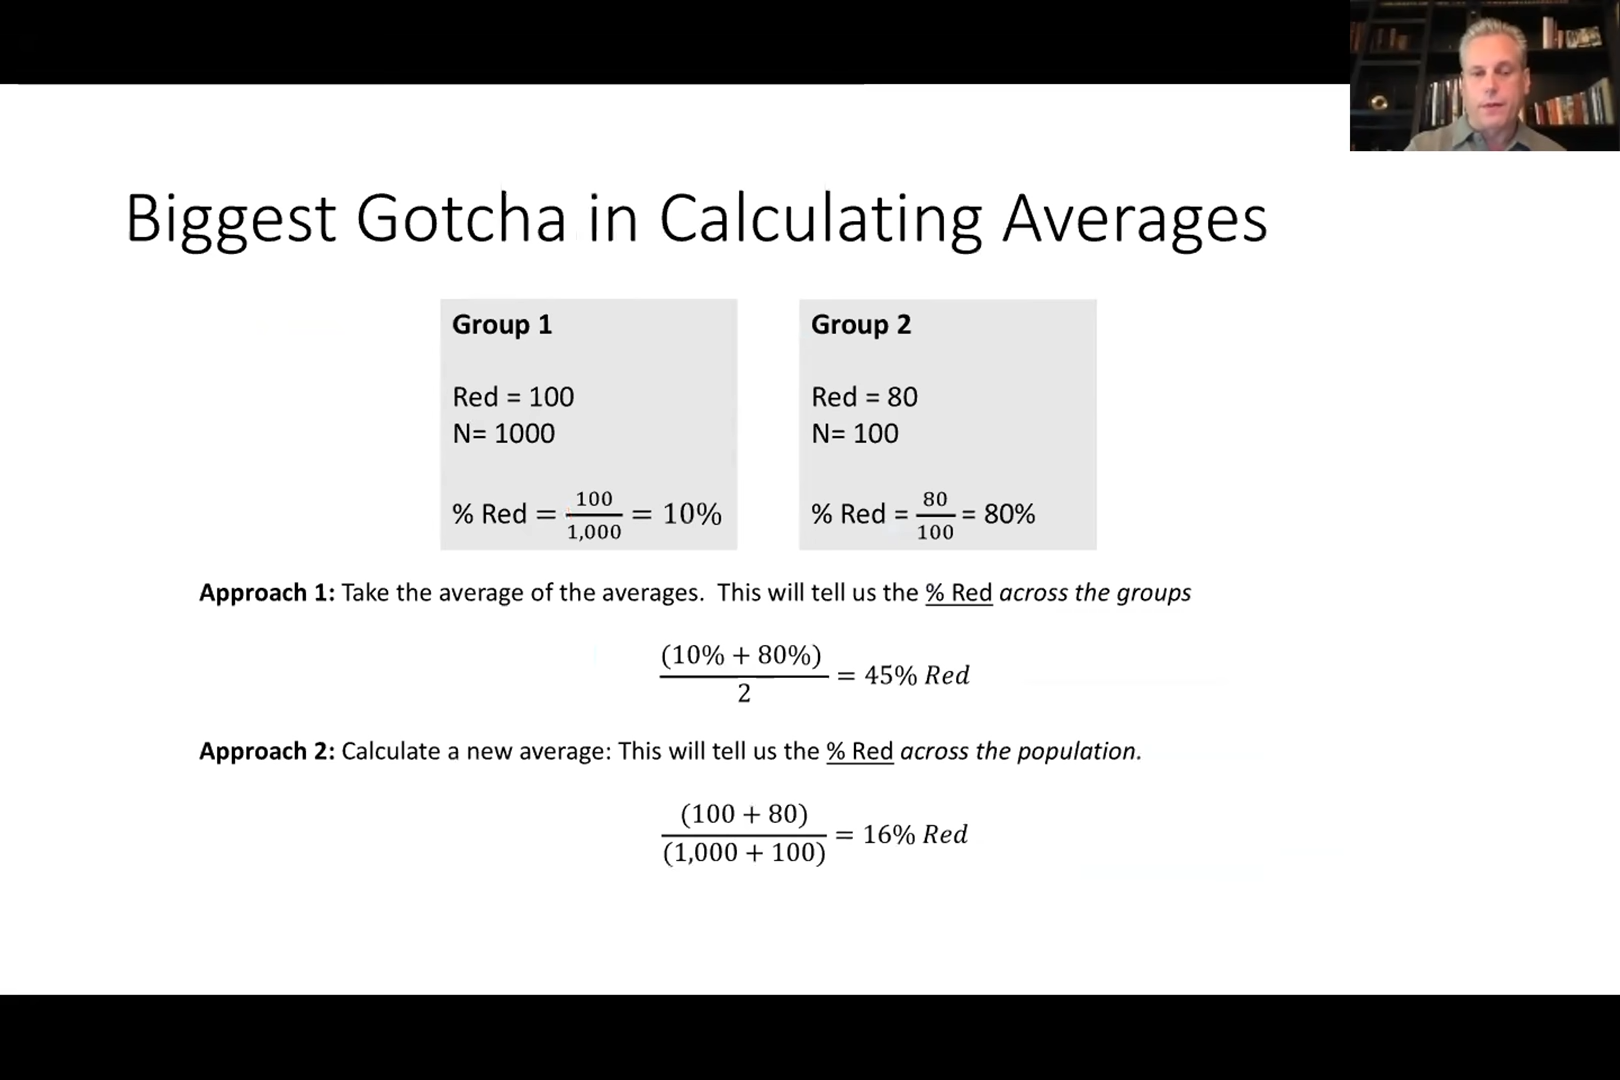 Biggest Gotcha in Calculating Averages
Group 1
Red = 100
N= 1000
% Red = 100/1,000 = 10%
Group 2
Red = 80
N= 100
% Red = 80/100 = 80%
Approach 1: Take the average of the averages.  This will tell us the % Red across the groups
(10% + 80%)/2 = 45% Red
Approach 2: Calculate a new average: This will tell us the % Red across the population.
(100 + 80)/(1,000 + 100) = 16% Red